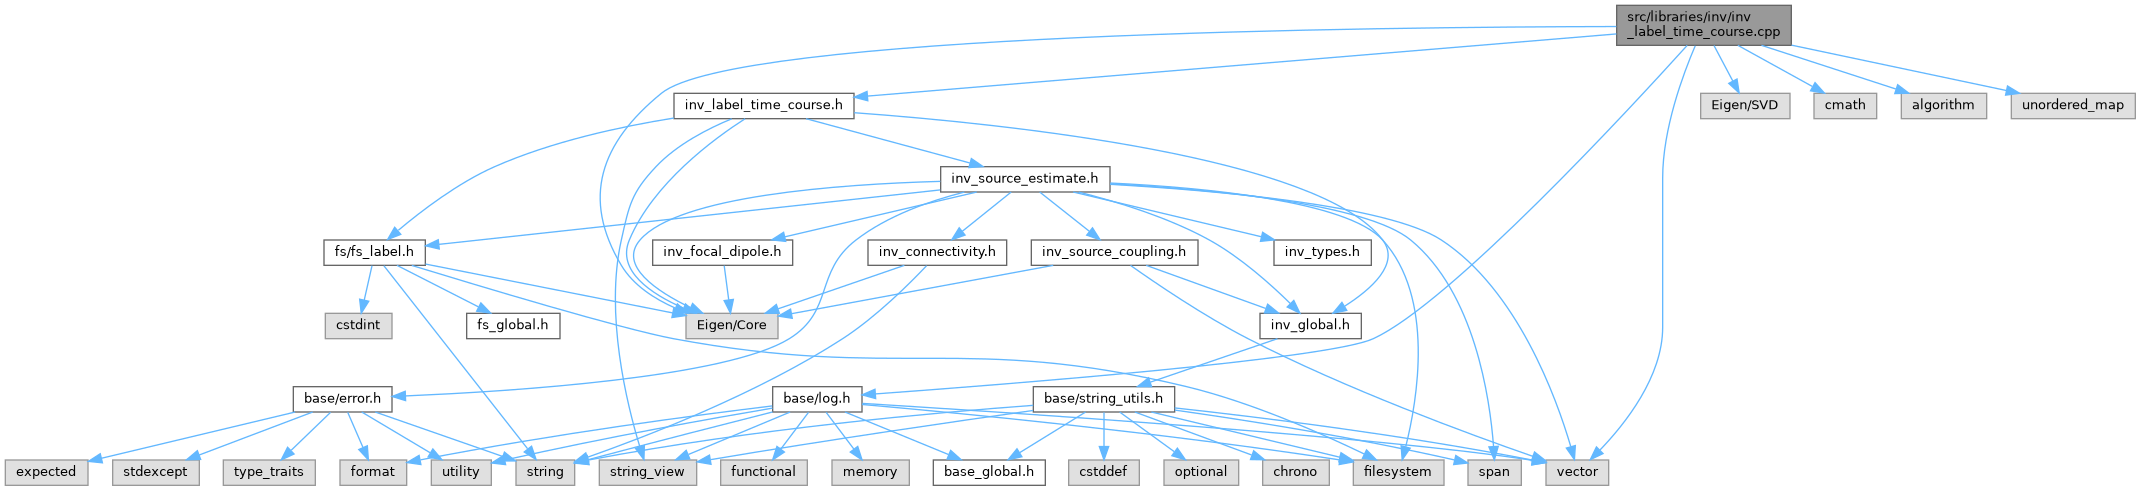 src/libraries/inv/inv
_label_time_course.cpp
inv_label_time_course.h
Eigen/SVD
cmath
algorithm
unordered_map
inv_source_estimate.h
fs/fs_label.h
inv_focal_dipole.h
inv_connectivity.h
inv_source_coupling.h
inv_types.h
cstdint
fs_global.h
Eigen/Core
inv_global.h
base/error.h
base/log.h
base/string_utils.h
expected
stdexcept
type_traits
format
utility
string
string_view
functional
memory
base_global.h
cstddef
optional
chrono
filesystem
span
vector